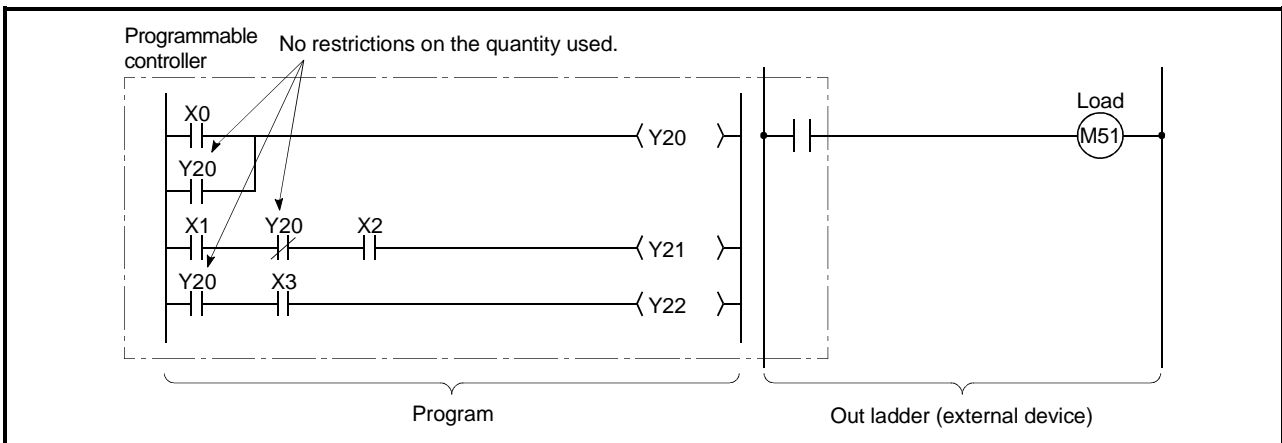 Programmable
controller
No restrictions on the quantity used.
X0
Y20
Load
M51
Y20
X1 Y20 X2
Y21
Y20 X3
Y22
Program
Out ladder (external device)